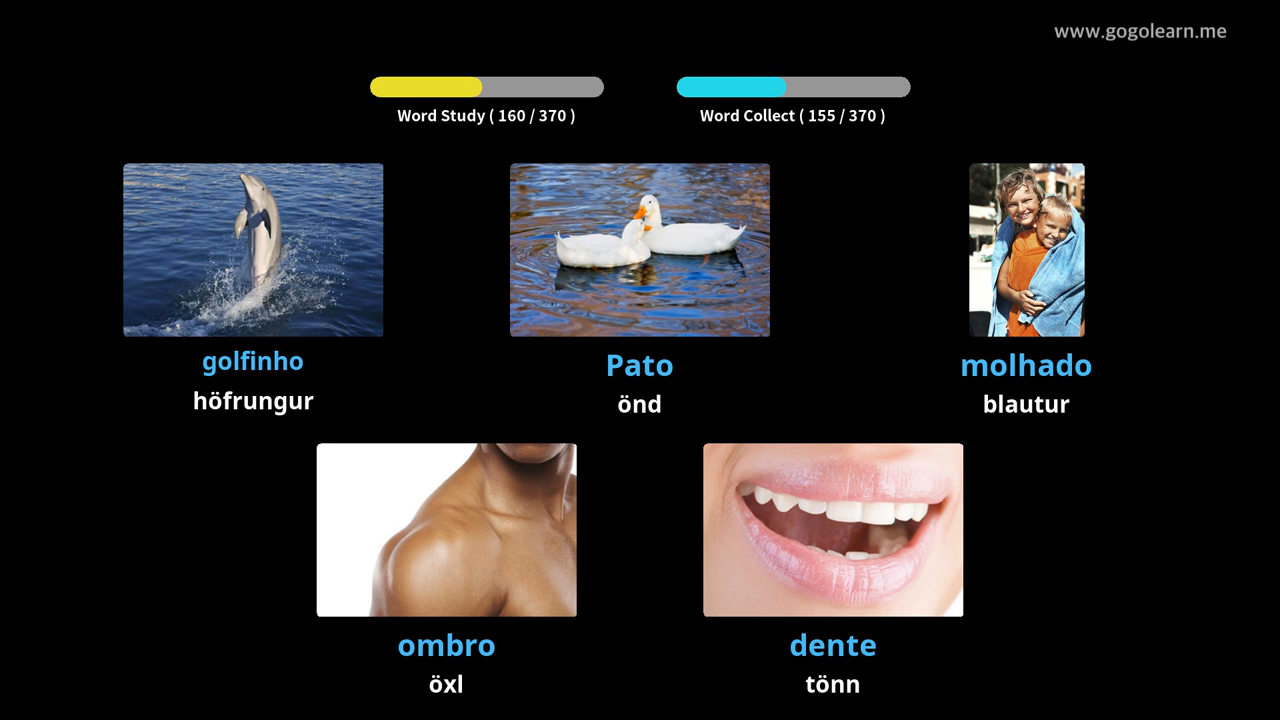 www.gogolearn.me
Word Study ( 160 / 370 )
Word Collect ( 155 / 370 )
golfinho
höfrungur
Pato
önd
molhado
blautur
ombro
öxl
dente
tönn